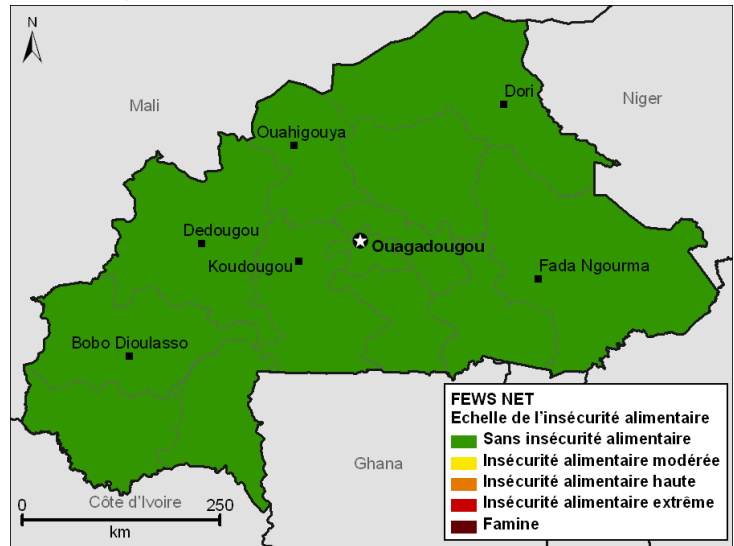 N
Mali
Niger
Dori
Ouahigouya
Dedougou
Ouagadougou
Koudougou
Fada Ngourma
Bobo Dioulasso
Ghana
Côte d'Ivoire
0 250
km
FEWS NET
Echelle de l'insécurité alimentaire
Sans insécurité alimentaire
Insécurité alimentaire modérée
Insécurité alimentaire haute
Insécurité alimentaire extrême
Famine